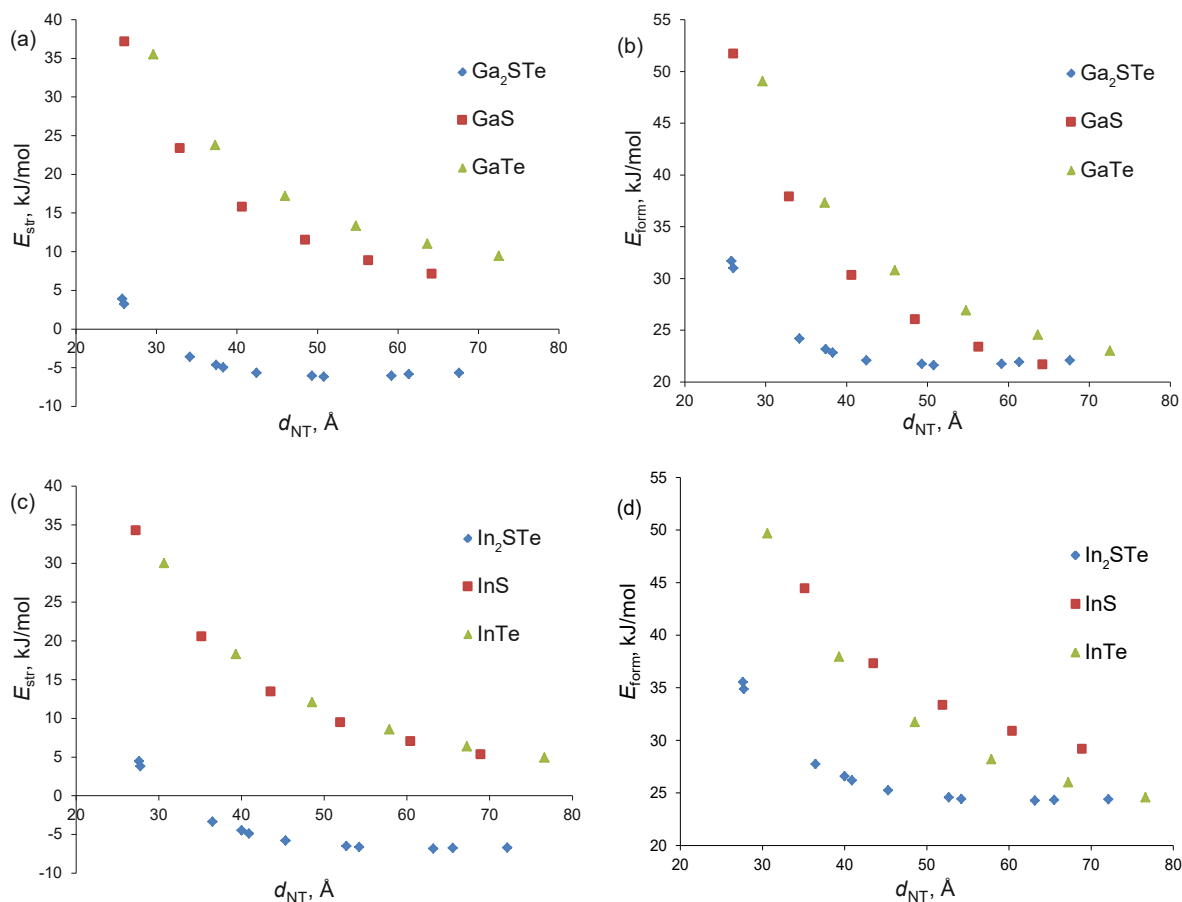 (a)
40
35
30
25
20
15
10
5
0
-5
-10
20 30 40 50 60 70 80
E_str, kJ/mol
d_NT, Å
Ga₂STe
GaS
GaTe
(b)
55
50
45
40
35
30
25
20
20 30 40 50 60 70 80
E_form, kJ/mol
d_NT, Å
Ga₂STe
GaS
GaTe
(c)
40
35
30
25
20
15
10
5
0
-5
-10
20 30 40 50 60 70 80
E_str, kJ/mol
d_NT, Å
In₂STe
InS
InTe
(d)
55
50
45
40
35
30
25
20
20 30 40 50 60 70 80
E_form, kJ/mol
d_NT, Å
In₂STe
InS
InTe